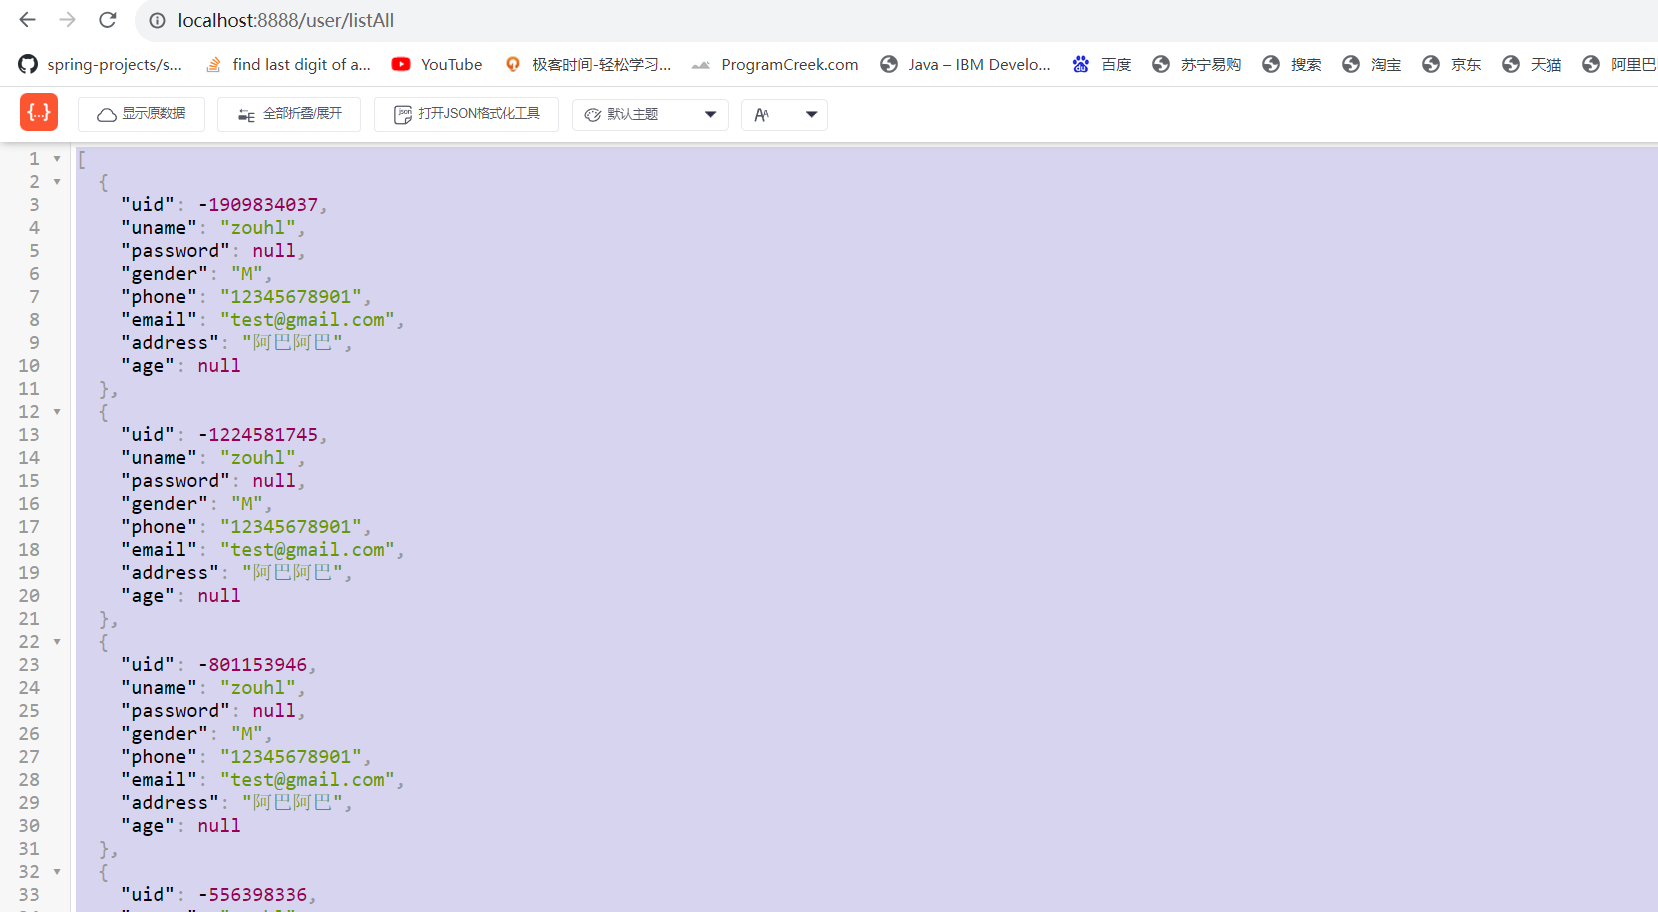 localhost:8888/user/listAll
spring-projects/s... find last digit of a... YouTube 极客时间-轻松学习,... ProgramCreek.com Java – IBM Develo... 百度 苏宁易购 搜索 淘宝 京东 天猫 阿里巴
{...} 显示原数据 全部折叠/展开 json 打开JSON格式化工具 默认主题 AA
1 [
2 {
3 "uid": -1909834037,
4 "uname": "zouhl",
5 "password": null,
6 "gender": "M",
7 "phone": "12345678901",
8 "email": "test@gmail.com",
9 "address": "阿巴阿巴",
10 "age": null
11 },
12 {
13 "uid": -1224581745,
14 "uname": "zouhl",
15 "password": null,
16 "gender": "M",
17 "phone": "12345678901",
18 "email": "test@gmail.com",
19 "address": "阿巴阿巴",
20 "age": null
21 },
22 {
23 "uid": -801153946,
24 "uname": "zouhl",
25 "password": null,
26 "gender": "M",
27 "phone": "12345678901",
28 "email": "test@gmail.com",
29 "address": "阿巴阿巴",
30 "age": null
31 },
32 {
33 "uid": -556398336,